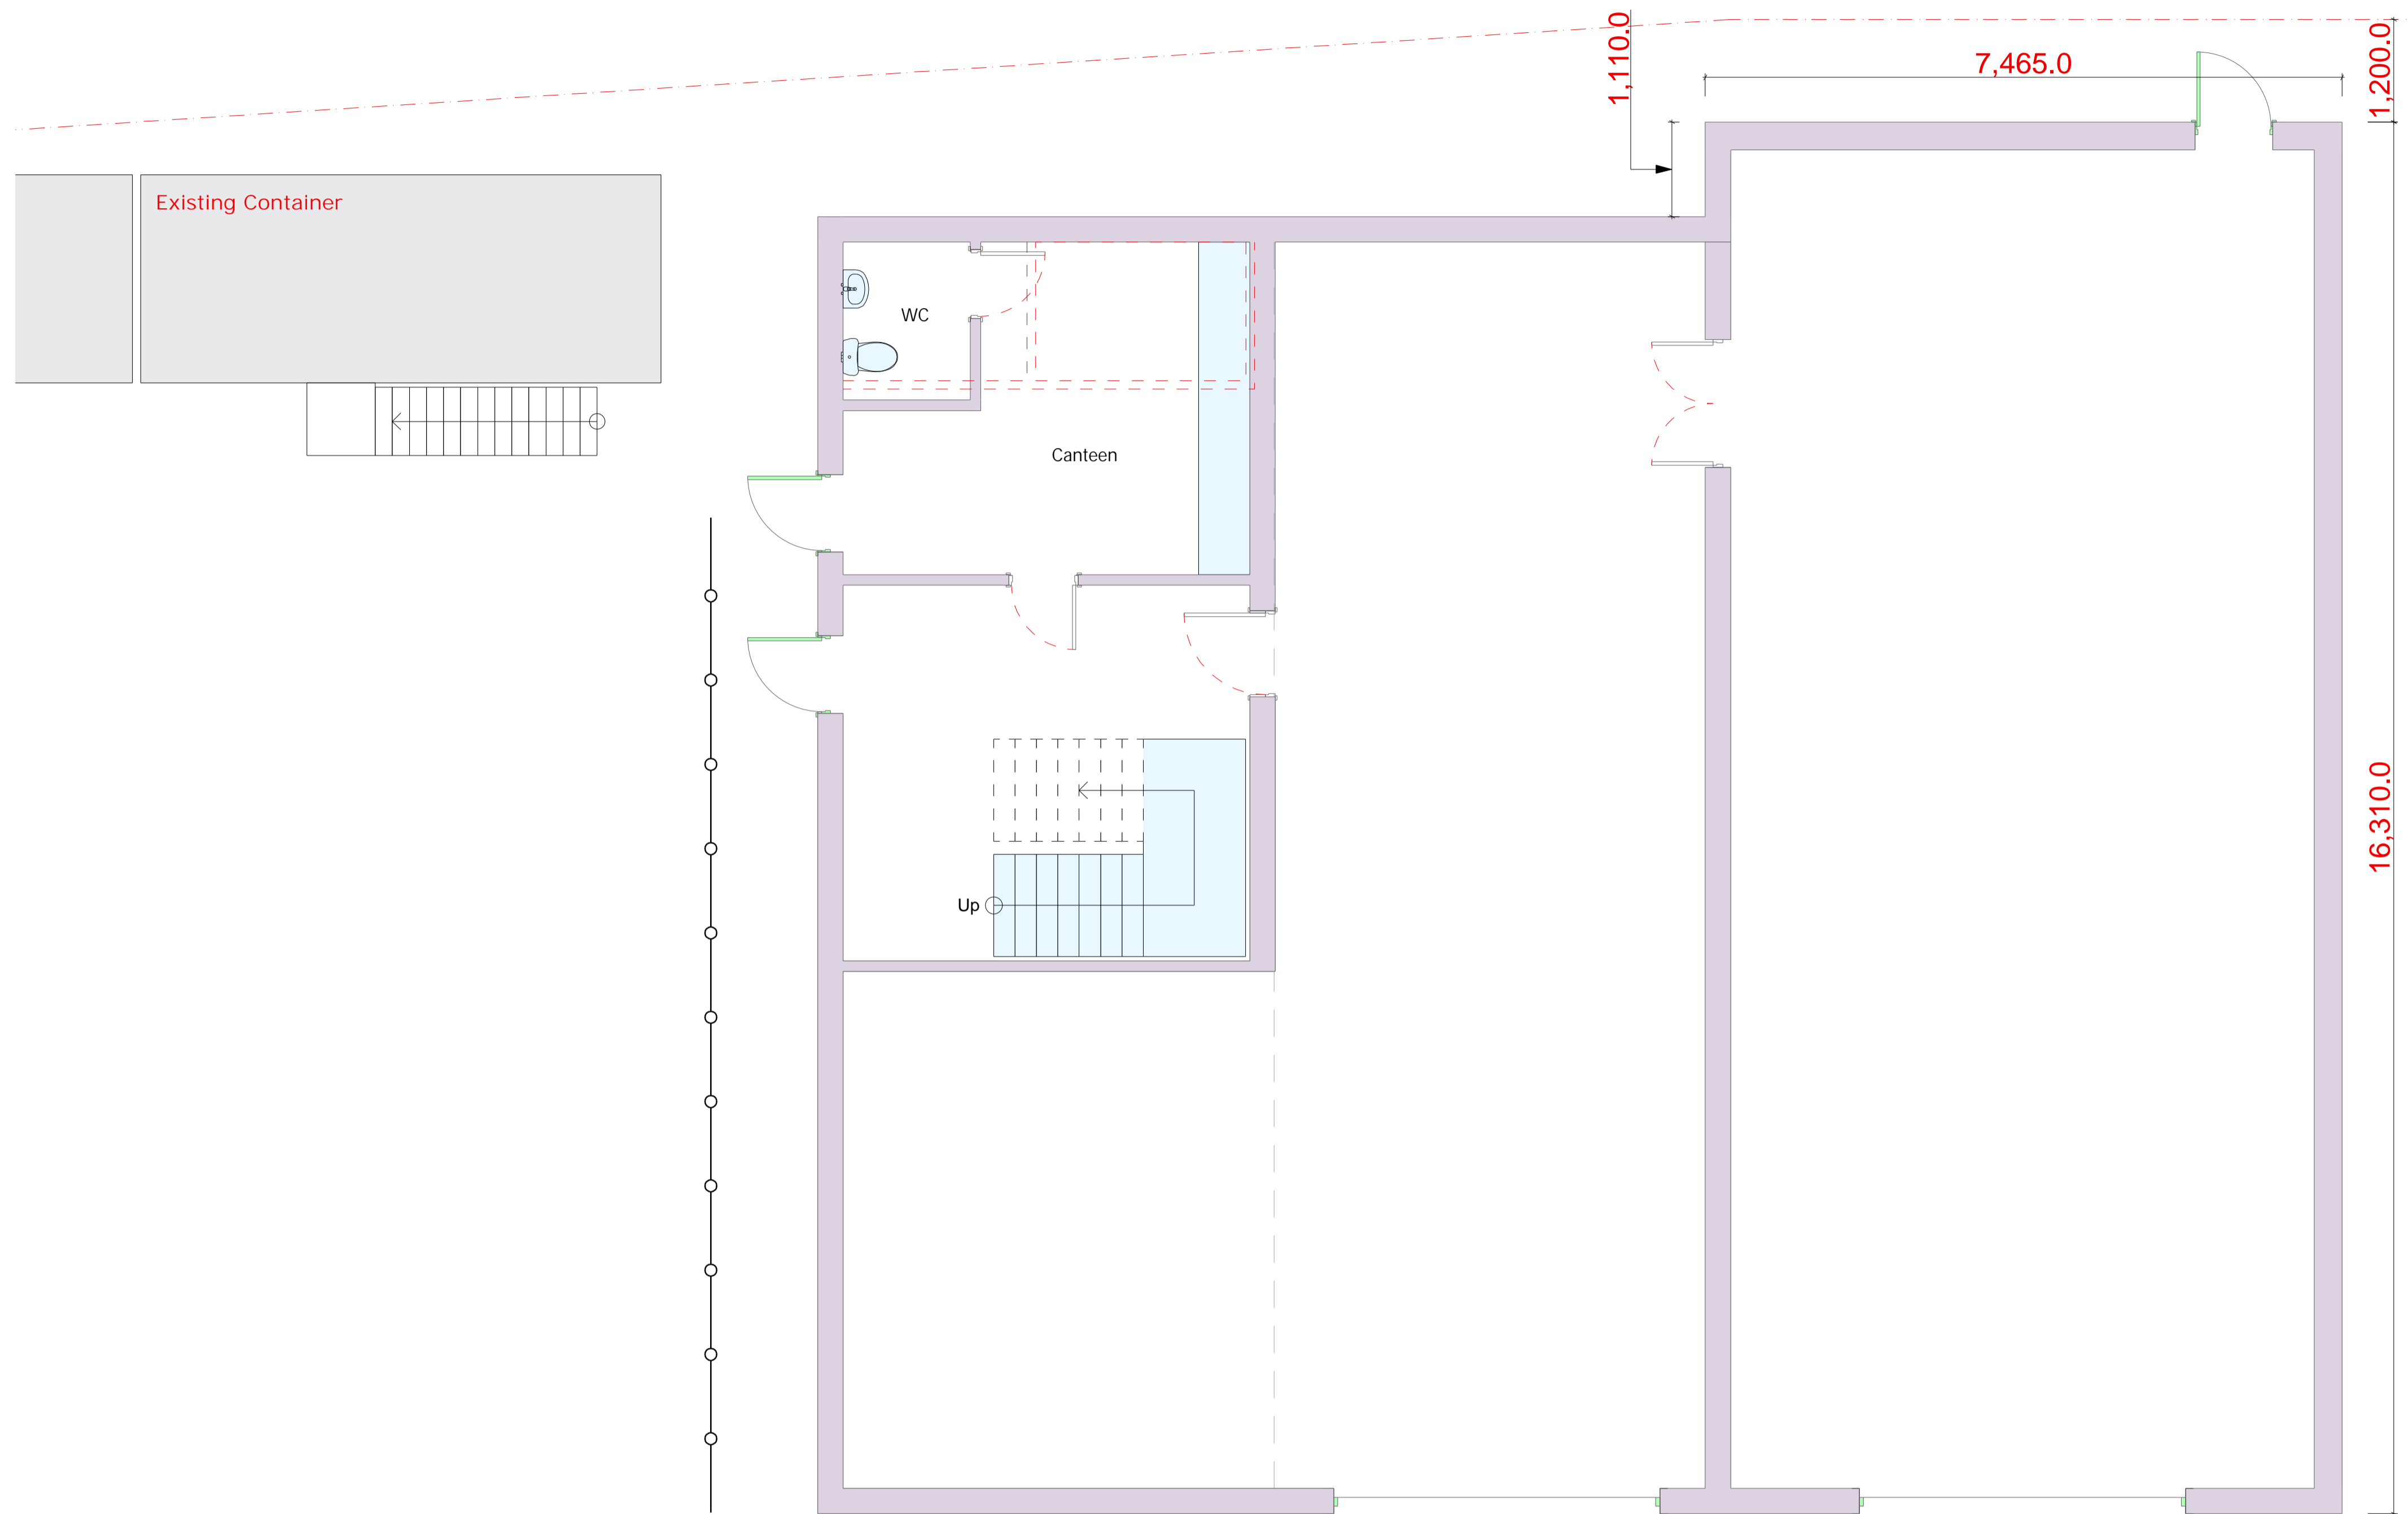 1,110.0
7,465.0
1,200.0
Existing Container
WC
Canteen
16,310.0
Up